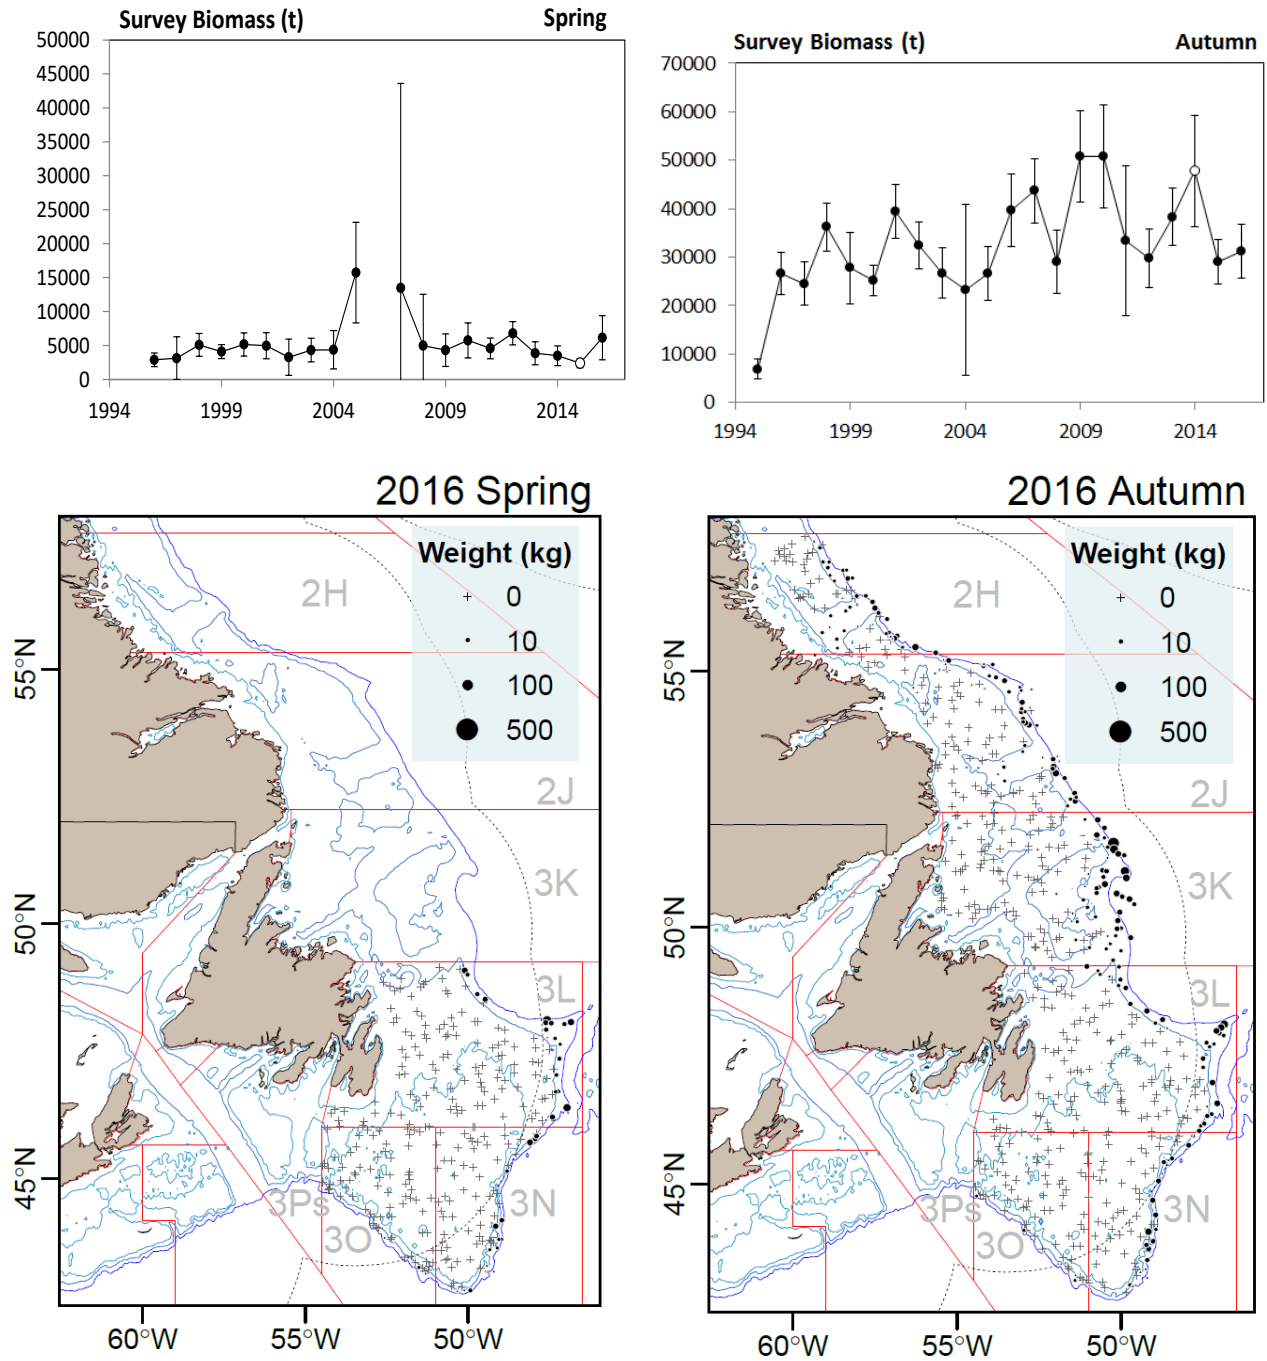 Survey Biomass (t) Spring
50000
45000
40000
35000
30000
25000
20000
15000
10000
5000
0
1994 1999 2004 2009 2014
Survey Biomass (t) Autumn
70000
60000
50000
40000
30000
20000
10000
0
1994 1999 2004 2009 2014
2016 Spring
Weight (kg)
0
10
100
500
2H
2J
3K
3L
3N
3Ps
3O
55°N
50°N
45°N
60°W 55°W 50°W
2016 Autumn
Weight (kg)
0
10
100
500
2H
2J
3K
3L
3N
3Ps
3O
55°N
50°N
45°N
60°W 55°W 50°W